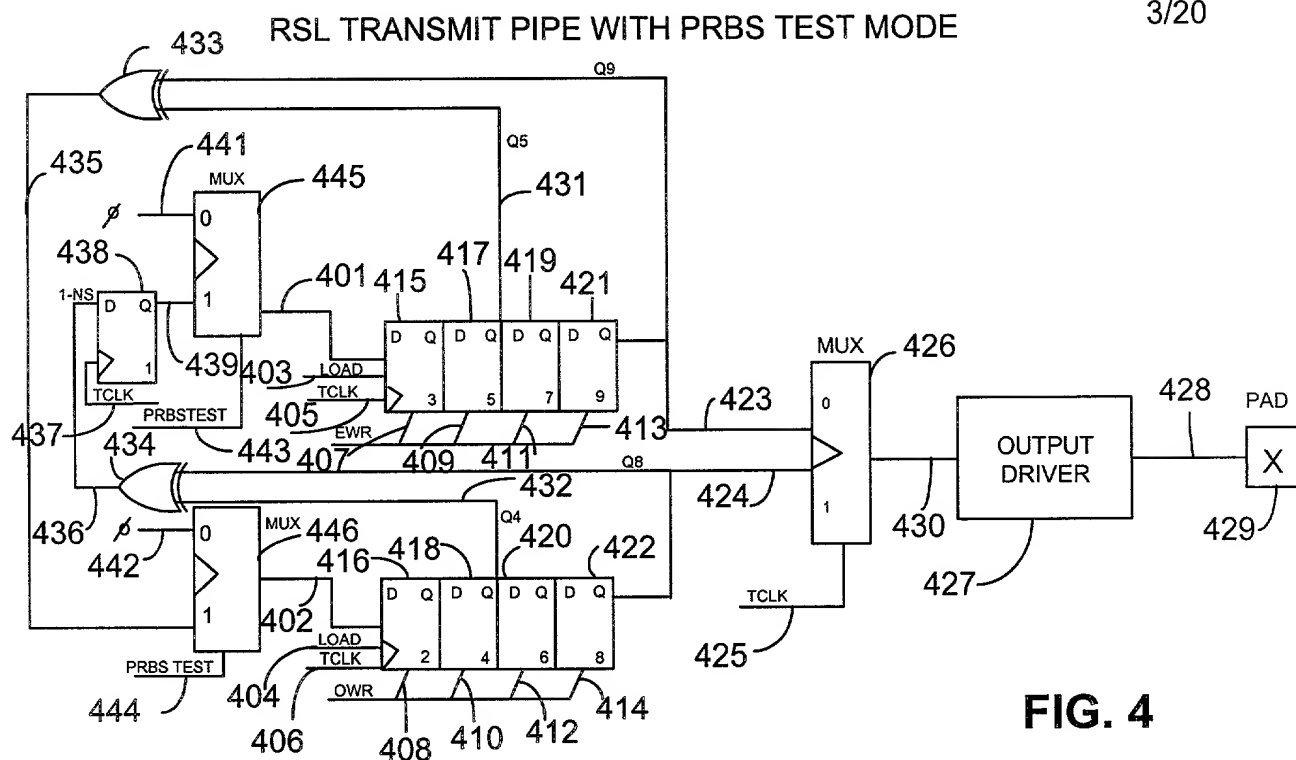 RSL TRANSMIT PIPE WITH PRBS TEST MODE
3/20
433
Q9
435
441
Q5
MUX
445
431
0
438
417
419
421
401
415
1-NS
D Q
1
439
1
403
LOAD
TCLK
405
D Q D Q D Q D Q
3 5 7 9
MUX
426
0
1
423
TCLK
437
PRBSTEST
443
EWR
407
409
411
413
434
Q8
424
432
430
OUTPUT
DRIVER
427
428
PAD
X
429
436
442
0
MUX
446
Q4
416
418
420
422
1
402
D Q D Q D Q D Q
2 4 6 8
LOAD
TCLK
404
406
PRBS TEST
444
OWR
408
410
412
414
TCLK
425
FIG. 4